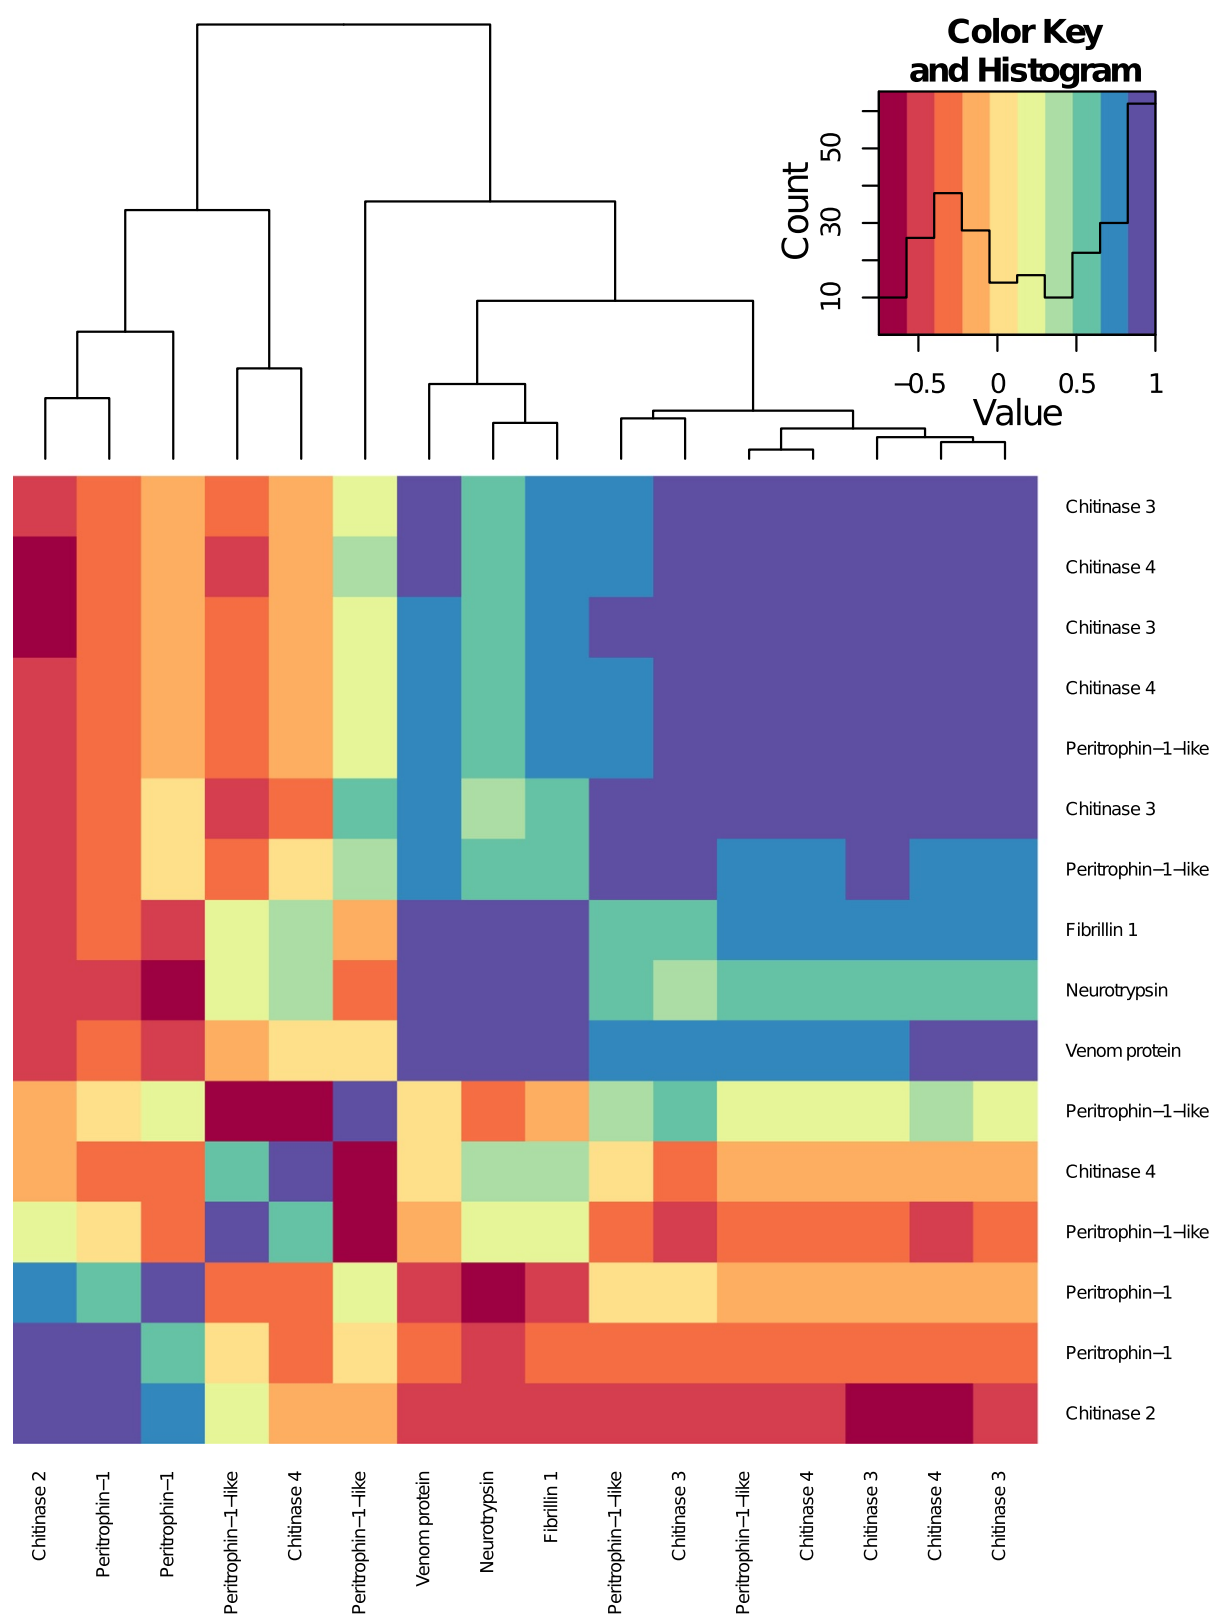 Color Key
and Histogram
Count
10 30 50
−0.5 0 0.5 1
Value
Chitinase 3
Chitinase 4
Chitinase 3
Chitinase 4
Peritrophin−1−like
Chitinase 3
Peritrophin−1−like
Fibrillin 1
Neurotrypsin
Venom protein
Peritrophin−1−like
Chitinase 4
Peritrophin−1−like
Peritrophin−1
Peritrophin−1
Chitinase 2
Chitinase 2
Peritrophin−1
Peritrophin−1
Peritrophin−1−like
Chitinase 4
Peritrophin−1−like
Venom protein
Neurotrypsin
Fibrillin 1
Peritrophin−1−like
Chitinase 3
Peritrophin−1−like
Chitinase 4
Chitinase 3
Chitinase 4
Chitinase 3